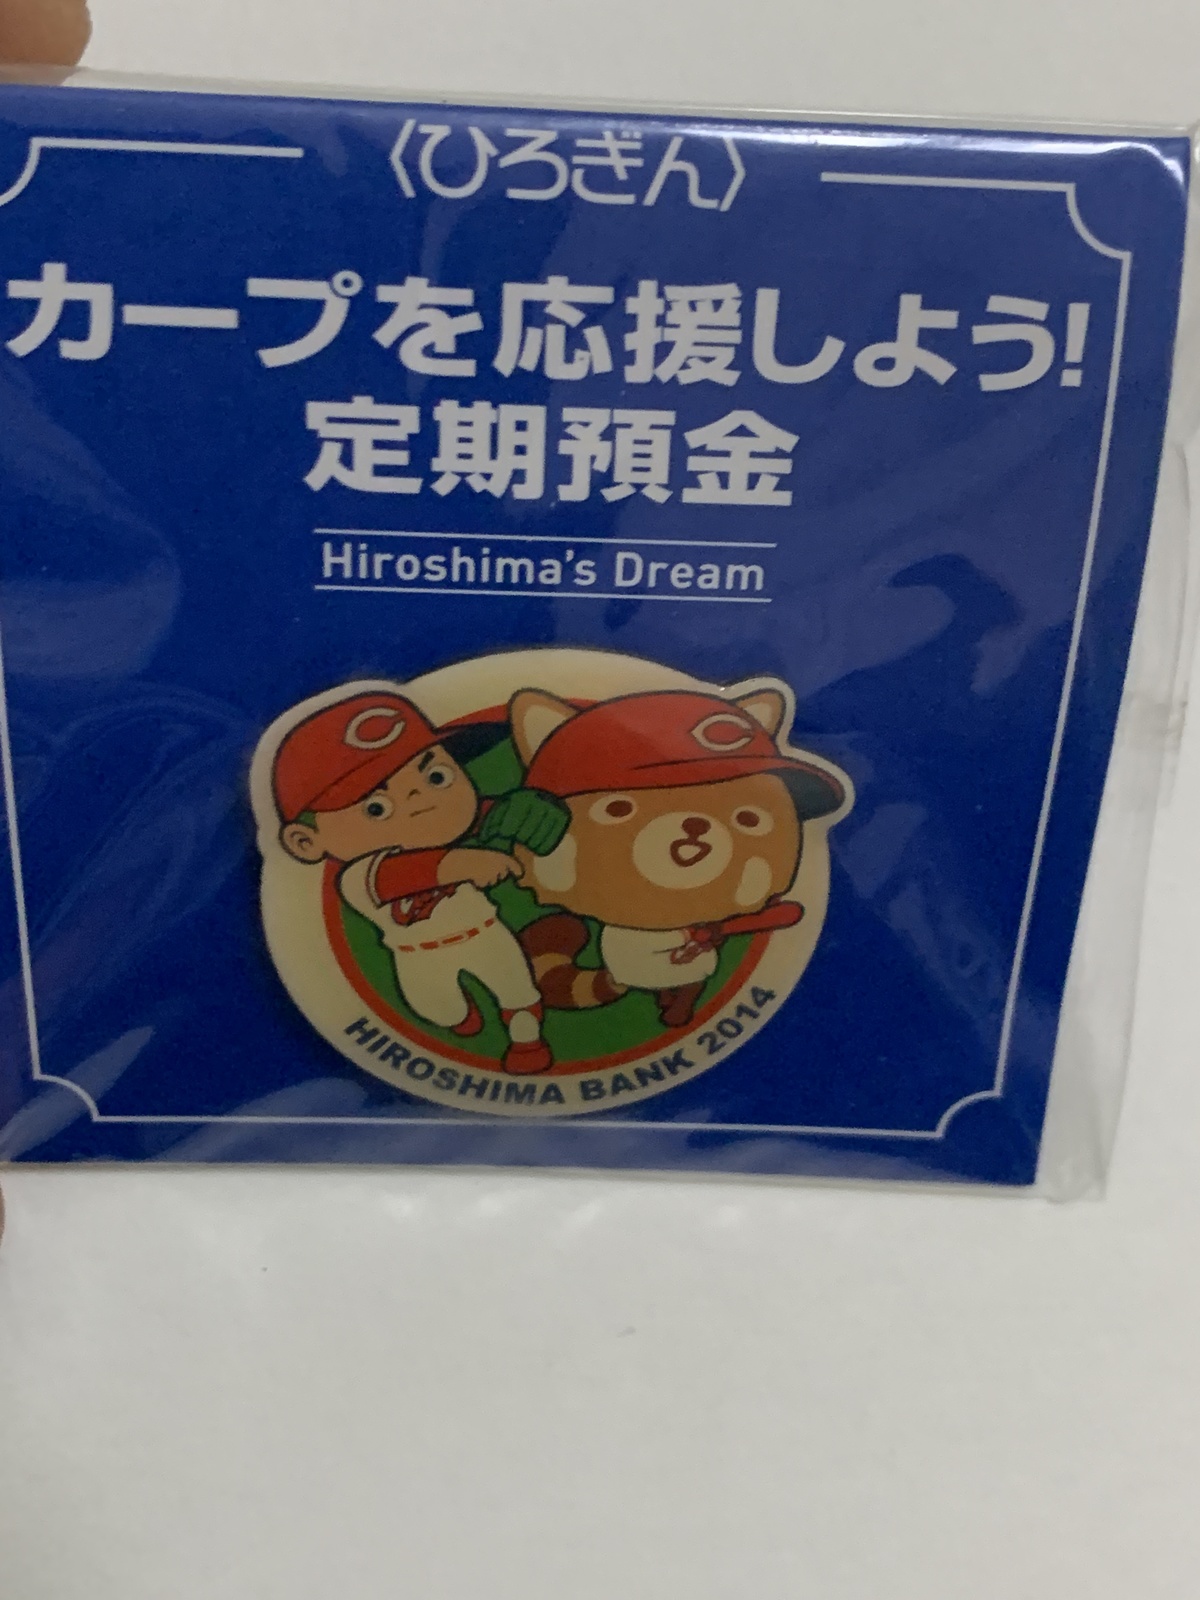 〈ひろぎん〉
カープを応援しよう!
定期預金
Hiroshima's Dream
C
C
HIROSHIMA BANK 2014